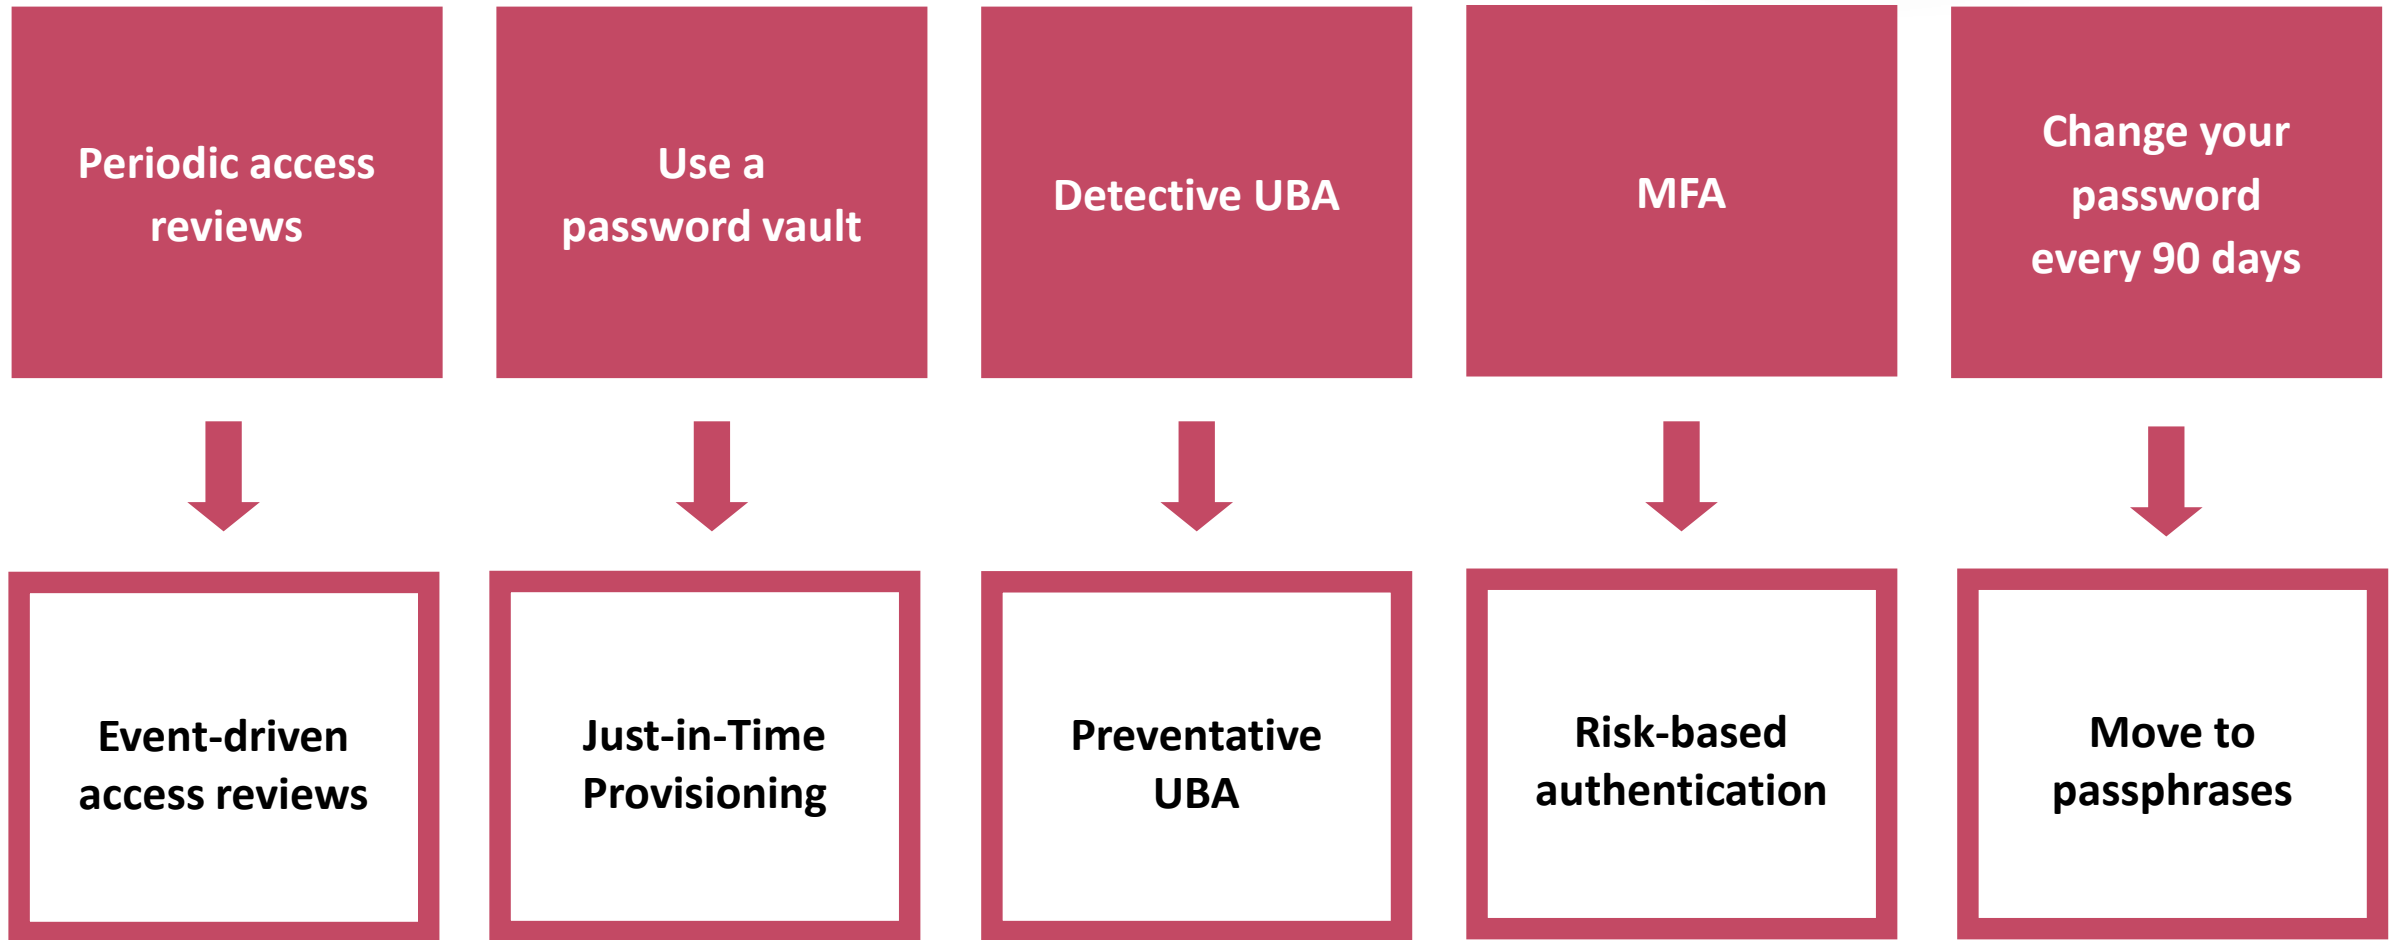 Periodic access
reviews
Use a
password vault
Detective UBA
MFA
Change your
password
every 90 days
Event-driven
access reviews
Just-in-Time
Provisioning
Preventative
UBA
Risk-based
authentication
Move to
passphrases